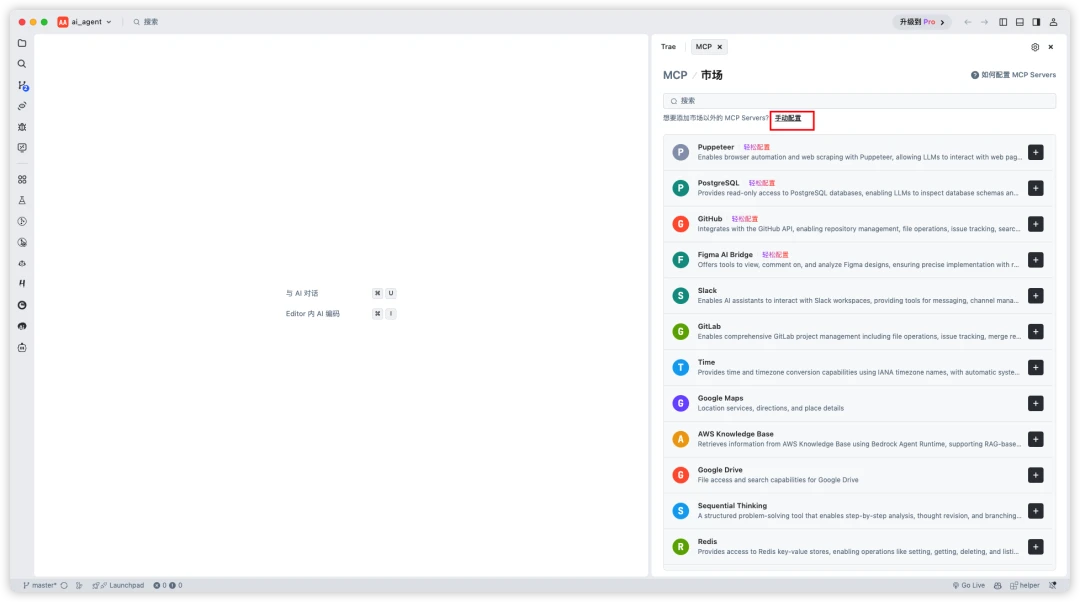 AA ai_agent
搜索
升级到 Pro
2
Trae
MCP
MCP / 市场
如何配置 MCP Servers
搜索
想要添加市场以外的 MCP Servers? 手动配置
P
Puppeteer 轻松配置
Enables browser automation and web scraping with Puppeteer, allowing LLMs to interact with web pag...
P
PostgreSQL 轻松配置
Provides read-only access to PostgreSQL databases, enabling LLMs to inspect database schemas an...
G
GitHub 轻松配置
Integrates with the GitHub API, enabling repository management, file operations, issue tracking, searc...
F
Figma AI Bridge 轻松配置
Offers tools to view, comment on, and analyze Figma designs, ensuring precise implementation with r...
S
Slack
Enables AI assistants to interact with Slack workspaces, providing tools for messaging, channel mana...
G
GitLab
Enables comprehensive GitLab project management including file operations, issue tracking, merge re...
T
Time
Provides time and timezone conversion capabilities using IANA timezone names, with automatic syste...
G
Google Maps
Location services, directions, and place details
A
AWS Knowledge Base
Retrieves information from AWS Knowledge Base using Bedrock Agent Runtime, supporting RAG-base...
G
Google Drive
File access and search capabilities for Google Drive
S
Sequential Thinking
A structured problem-solving tool that enables step-by-step analysis, thought revision, and branching...
R
Redis
Provides access to Redis key-value stores, enabling operations like setting, getting, deleting, and listi...
与 AI 对话 ⌘ U
Editor 内 AI 编码 ⌘ I
master* Launchpad 0 0
Go Live helper